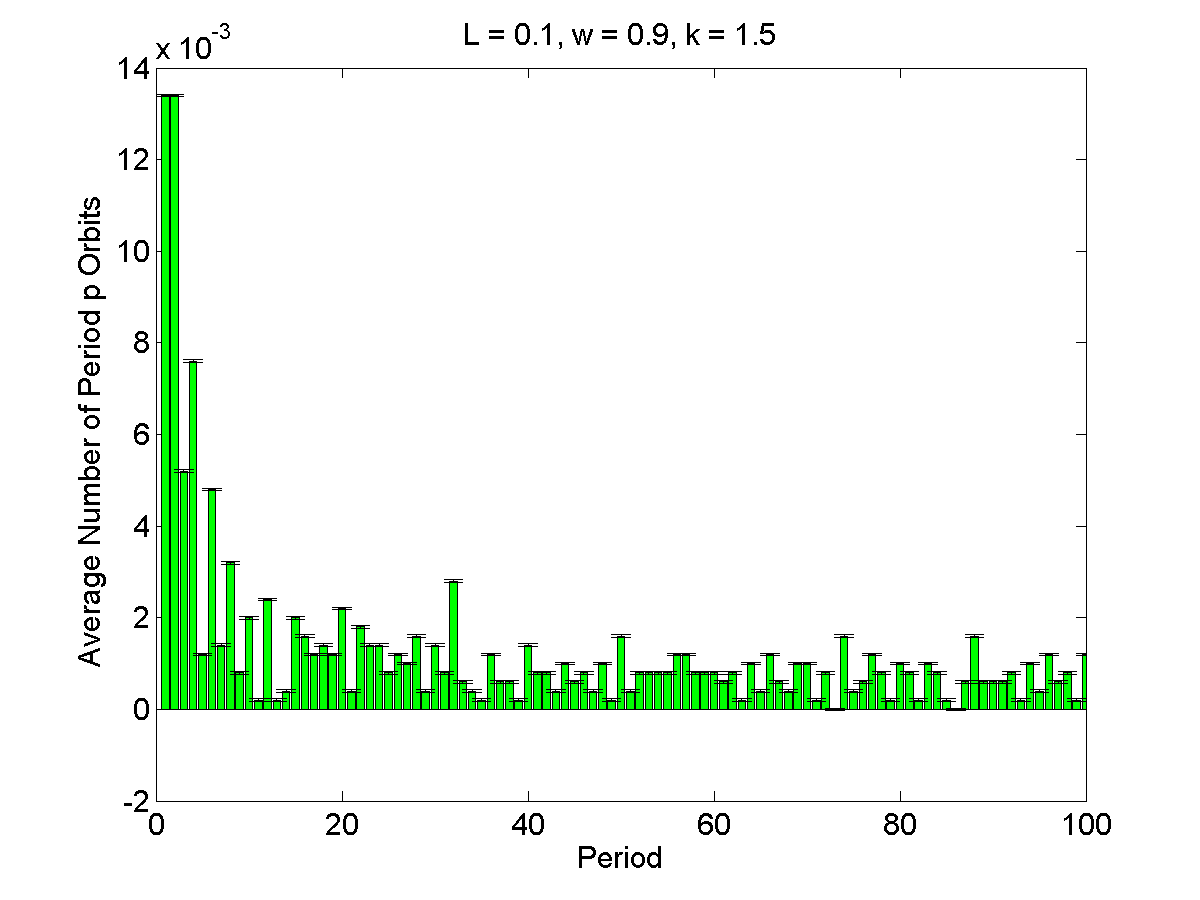 L = 0.1, w = 0.9, k = 1.5
x 10-3
14
12
10
8
6
4
2
0
-2
Average Number of Period p Orbits
0 20 40 60 80 100
Period